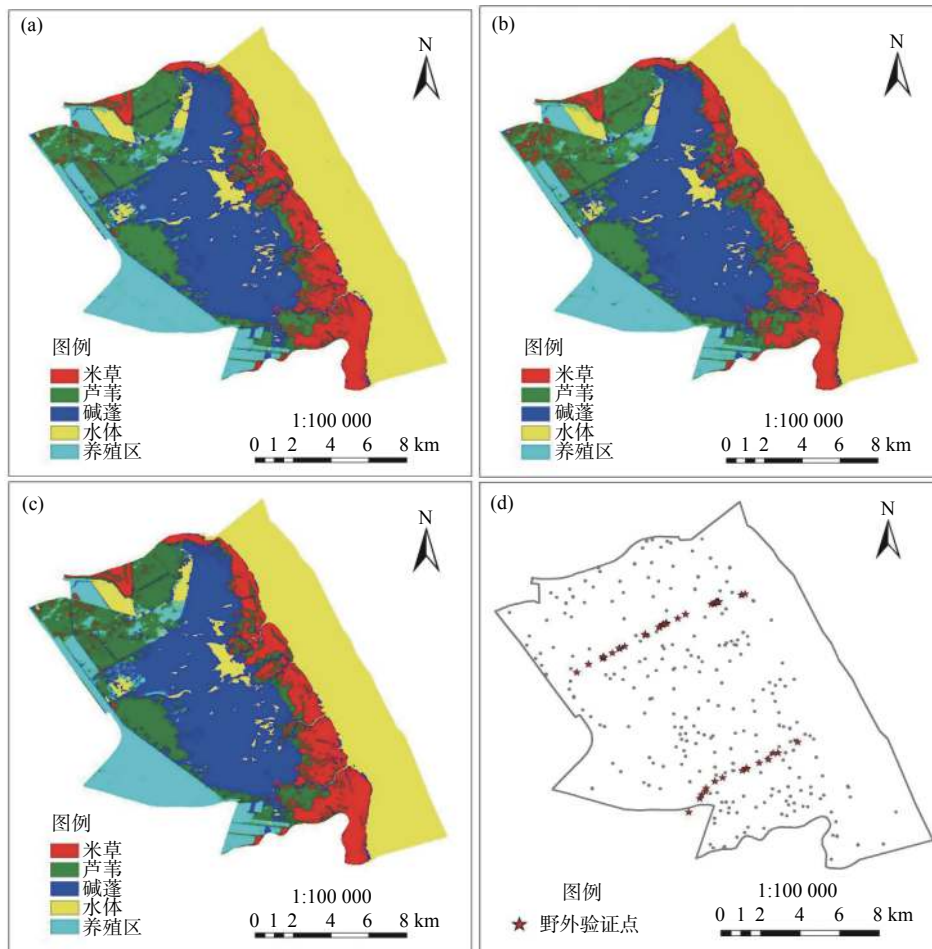 (a)
N
图例
米草
芦苇
碱蓬
水体
养殖区
1:100 000
0 1 2 4 6 8 km
(b)
N
图例
米草
芦苇
碱蓬
水体
养殖区
1:100 000
0 1 2 4 6 8 km
(c)
N
图例
米草
芦苇
碱蓬
水体
养殖区
1:100 000
0 1 2 4 6 8 km
(d)
N
图例
野外验证点
1:100 000
0 1 2 4 6 8 km